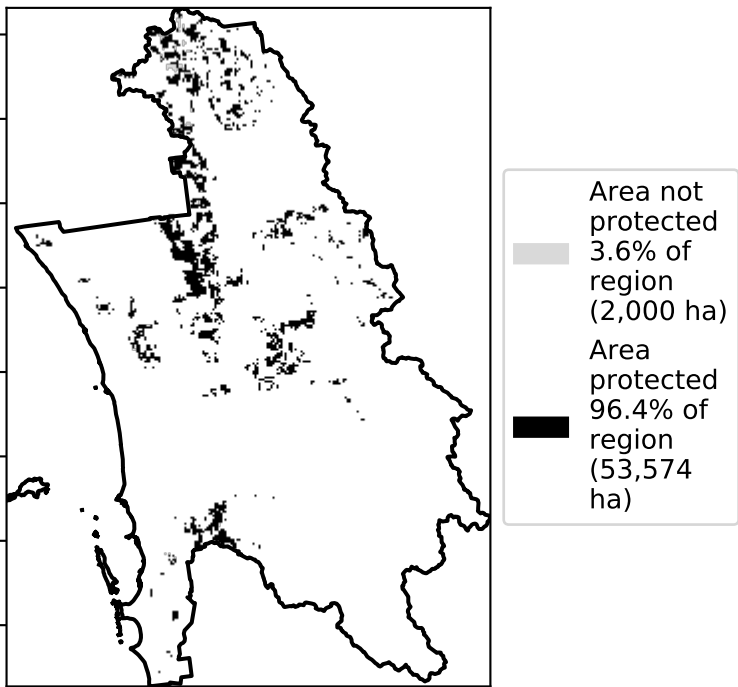 Area not
protected
3.6% of
region
(2,000 ha)
Area
protected
96.4% of
region
(53,574
ha)